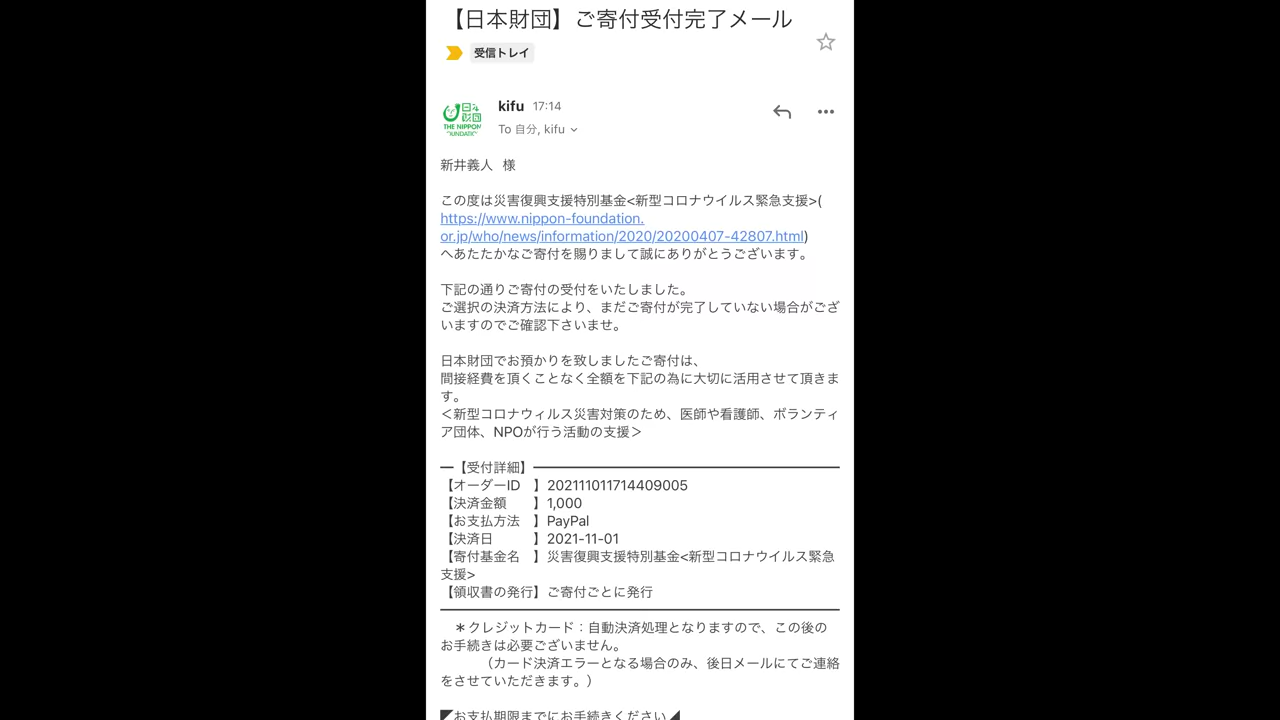 【日本財団】ご寄付受付完了メール
受信トレイ
kifu 17:14
To 自分, kifu
THE NIPPON
新井義人 様
この度は災害復興支援特別基金<新型コロナウイルス緊急支援>(
https://www.nippon-foundation.
or.jp/who/news/information/2020/20200407-42807.html)
へあたたかなご寄付を賜りまして誠にありがとうございます。
下記の通りご寄付の受付をいたしました。
ご選択の決済方法により、まだご寄付が完了していない場合がござ
いますのでご確認下さいませ。
日本財団でお預かりを致しましたご寄付は、
間接経費を頂くことなく全額を下記の為に大切に活用させて頂きま
す。
＜新型コロナウィルス災害対策のため、医師や看護師、ボランティ
ア団体、NPOが行う活動の支援＞
━【受付詳細】━━━━━━━━━━━━━━━━━━━━━━━
【オーダーID 】202111011714409005
【決済金額 】1,000
【お支払方法 】PayPal
【決済日 】2021-11-01
【寄付基金名 】災害復興支援特別基金<新型コロナウイルス緊急
支援>
【領収書の発行】ご寄付ごとに発行
＊クレジットカード：自動決済処理となりますので、この後の
お手続きは必要ございません。
（カード決済エラーとなる場合のみ、後日メールにてご連絡
をさせていただきます。）
◤お支払期限までにお手続きください◢